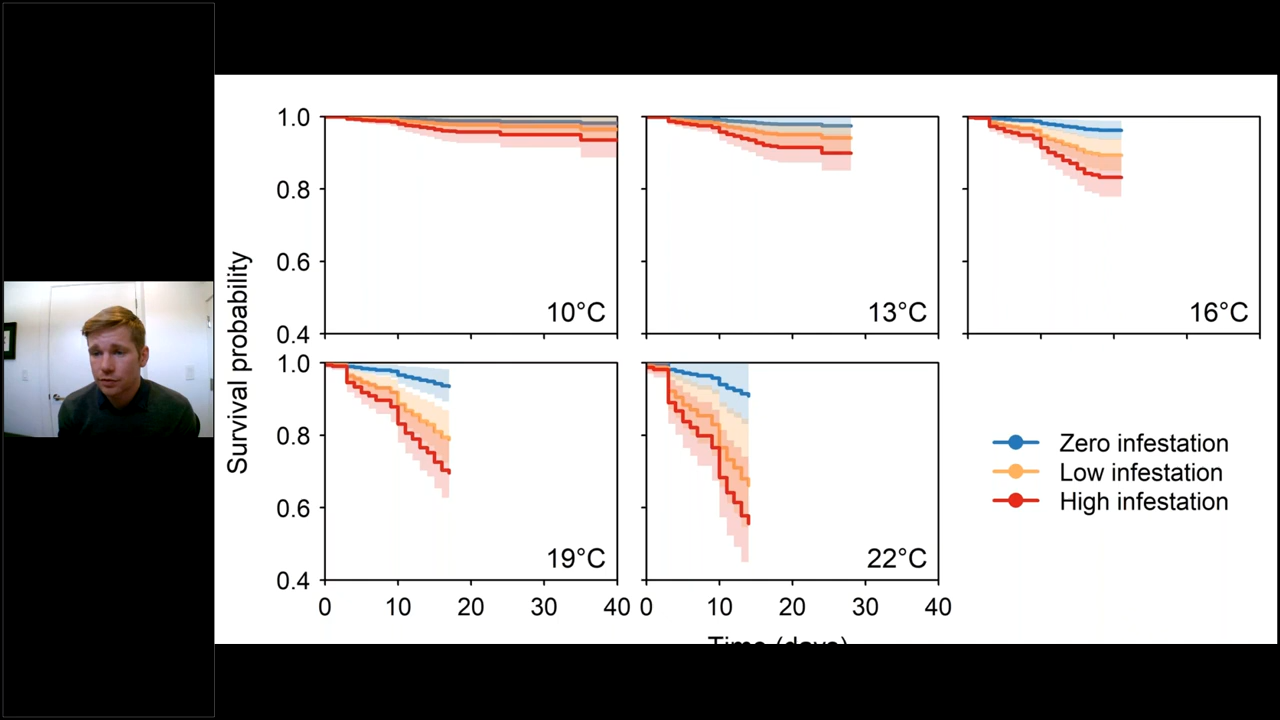 Survival probability
1.0
0.8
0.6
0.4
10°C
13°C
16°C
1.0
0.8
0.6
0.4
19°C
22°C
0 10 20 30 40
0 10 20 30 40
Time (days)
Zero infestation
Low infestation
High infestation